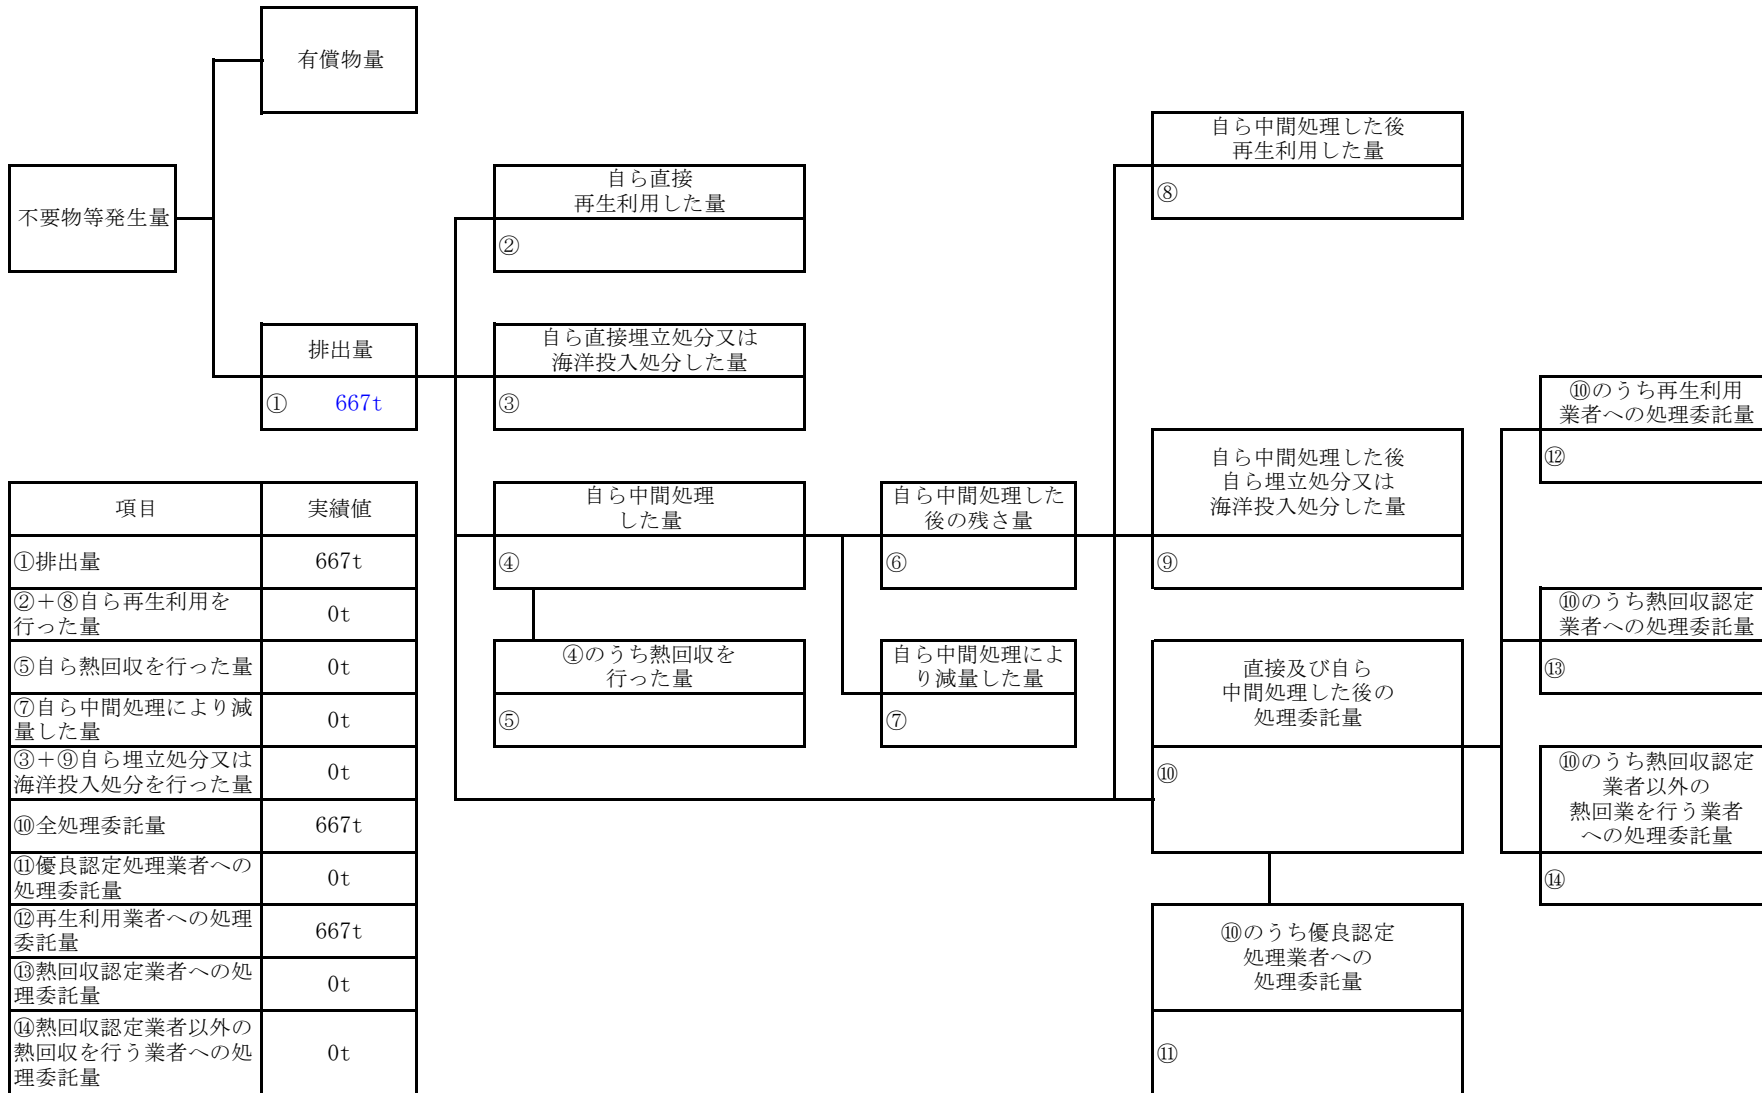 有償物量
不要物等発生量
排出量
①　667t
自ら直接
再生利用した量
②
自ら直接埋立処分又は
海洋投入処分した量
③
自ら中間処理
した量
④
④のうち熱回収を
行った量
⑤
自ら中間処理した
後の残さ量
⑥
自ら中間処理によ
り減量した量
⑦
自ら中間処理した後
再生利用した量
⑧
自ら中間処理した後
自ら埋立処分又は
海洋投入処分した量
⑨
直接及び自ら
中間処理した後の
処理委託量
⑩
⑩のうち優良認定
処理業者への
処理委託量
⑪
⑩のうち再生利用
業者への処理委託量
⑫
⑩のうち熱回収認定
業者への処理委託量
⑬
⑩のうち熱回収認定
業者以外の
熱回業を行う業者
への処理委託量
⑭
項目　実績値
①排出量　667t
②＋⑧自ら再生利用を
行った量　0t
⑤自ら熱回収を行った量　0t
⑦自ら中間処理により減
量した量　0t
③＋⑨自ら埋立処分又は
海洋投入処分を行った量　0t
⑩全処理委託量　667t
⑪優良認定処理業者への
処理委託量　0t
⑫再生利用業者への処理
委託量　667t
⑬熱回収認定業者への処
理委託量　0t
⑭熱回収認定業者以外の
熱回収を行う業者への処
理委託量　0t